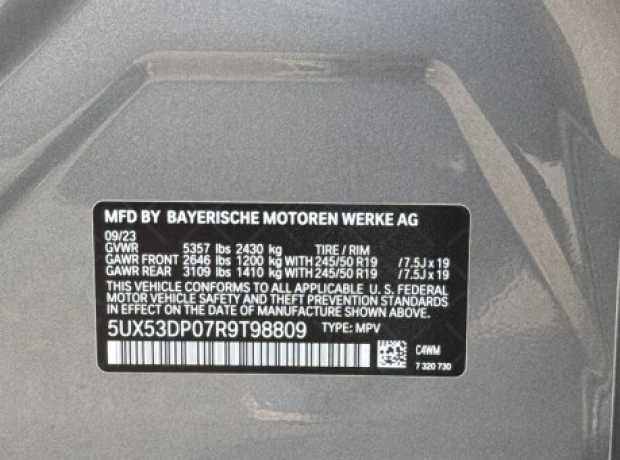 MFD BY BAYERISCHE MOTOREN WERKE AG
09/23
GVWR 5357 lbs 2430 kg TIRE / RIM
GAWR FRONT 2646 lbs 1200 kg WITH 245/50 R19 /7.5J x 19
GAWR REAR 3109 lbs 1410 kg WITH 245/50 R19 /7.5J x 19
THIS VEHICLE CONFORMS TO ALL APPLICABLE U. S. FEDERAL
MOTOR VEHICLE SAFETY AND THEFT PREVENTION STANDARDS
IN EFFECT ON THE DATE OF MANUFACTURE SHOWN ABOVE.
5UX53DP07R9T98809 TYPE: MPV
C4WM
7 320 730